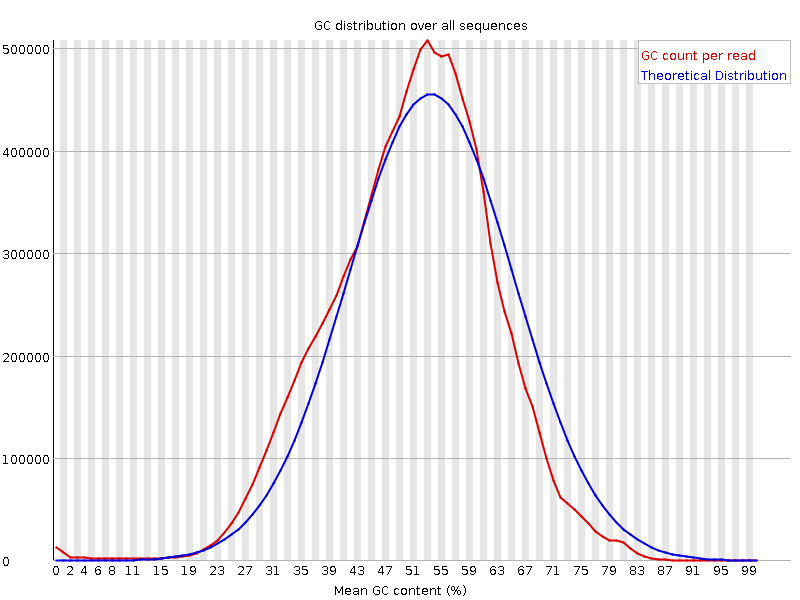 GC distribution over all sequences
GC count per read
Theoretical Distribution
500000
400000
300000
200000
100000
0
0 2 4 6 8 11 15 19 23 27 31 35 39 43 47 51 55 59 63 67 71 75 79 83 87 91 95 99
Mean GC content (%)